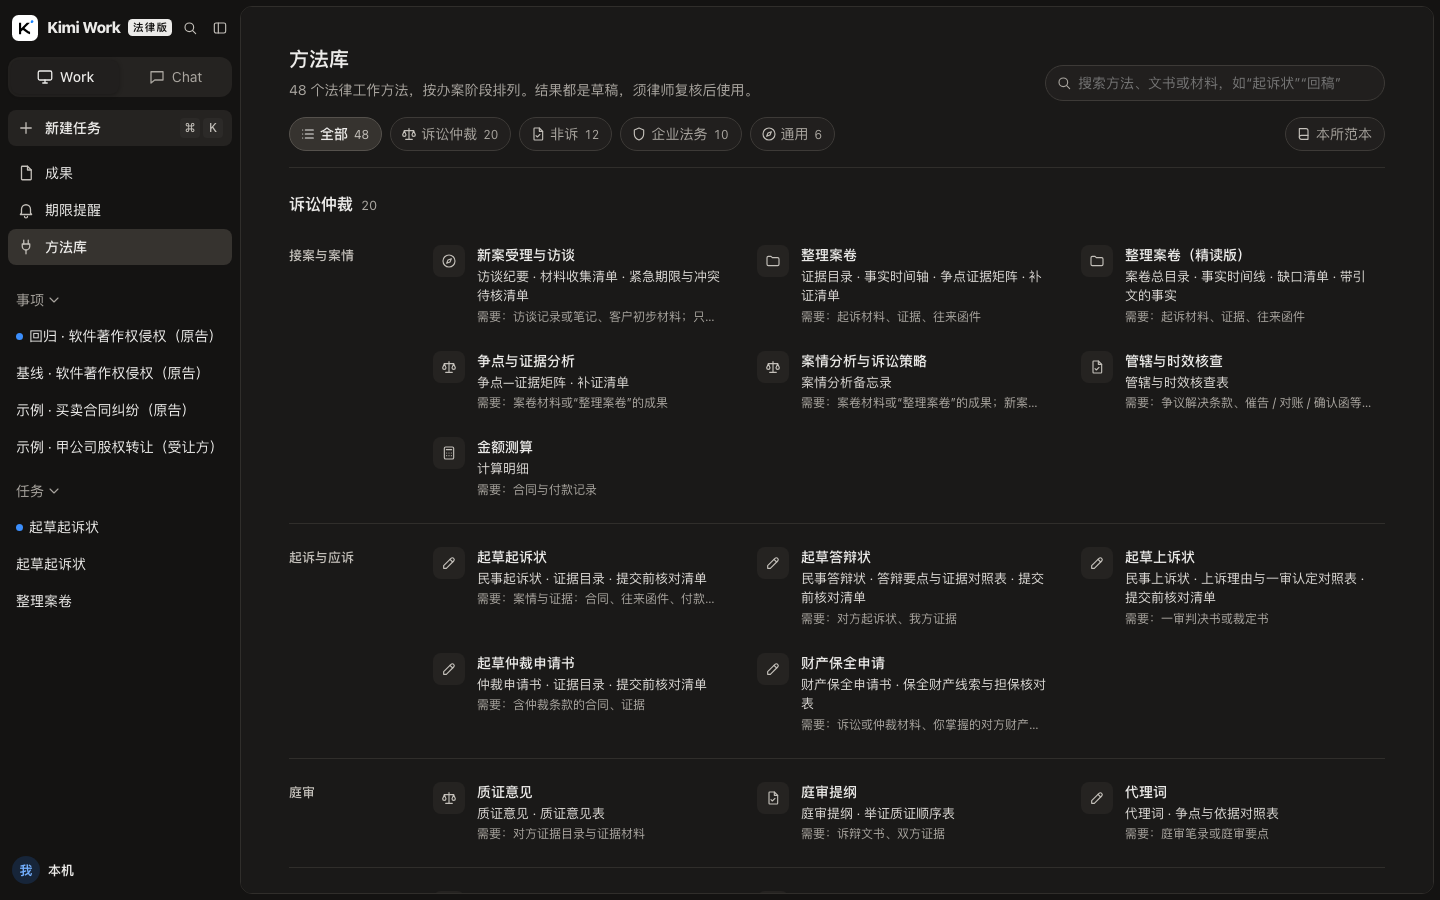 Kimi Work 法律版
Work
Chat
新建任务 ⌘ K
成果
期限提醒
方法库
事项
回归 · 软件著作权侵权（原告）
基线 · 软件著作权侵权（原告）
示例 · 买卖合同纠纷（原告）
示例 · 甲公司股权转让（受让方）
任务
起草起诉状
起草起诉状
整理案卷
我 本机
方法库
48 个法律工作方法，按办案阶段排列。结果都是草稿，须律师复核后使用。
搜索方法、文书或材料，如“起诉状”“回稿”
全部 48
诉讼仲裁 20
非诉 12
企业法务 10
通用 6
本所范本
诉讼仲裁 20
接案与案情
新案受理与访谈
访谈纪要 · 材料收集清单 · 紧急期限与冲突
待核清单
需要：访谈记录或笔记、客户初步材料；只…
整理案卷
证据目录 · 事实时间轴 · 争点证据矩阵 · 补
证清单
需要：起诉材料、证据、往来函件
整理案卷（精读版）
案卷总目录 · 事实时间线 · 缺口清单 · 带引
文的事实
需要：起诉材料、证据、往来函件
争点与证据分析
争点—证据矩阵 · 补证清单
需要：案卷材料或“整理案卷”的成果
案情分析与诉讼策略
案情分析备忘录
需要：案卷材料或“整理案卷”的成果；新案…
管辖与时效核查
管辖与时效核查表
需要：争议解决条款、催告 / 对账 / 确认函等…
金额测算
计算明细
需要：合同与付款记录
起诉与应诉
起草起诉状
民事起诉状 · 证据目录 · 提交前核对清单
需要：案情与证据：合同、往来函件、付款…
起草答辩状
民事答辩状 · 答辩要点与证据对照表 · 提交
前核对清单
需要：对方起诉状、我方证据
起草上诉状
民事上诉状 · 上诉理由与一审认定对照表 ·
提交前核对清单
需要：一审判决书或裁定书
起草仲裁申请书
仲裁申请书 · 证据目录 · 提交前核对清单
需要：含仲裁条款的合同、证据
财产保全申请
财产保全申请书 · 保全财产线索与担保核对
表
需要：诉讼或仲裁材料、你掌握的对方财产…
庭审
质证意见
质证意见 · 质证意见表
需要：对方证据目录与证据材料
庭审提纲
庭审提纲 · 举证质证顺序表
需要：诉辩文书、双方证据
代理词
代理词 · 争点与依据对照表
需要：庭审笔录或庭审要点